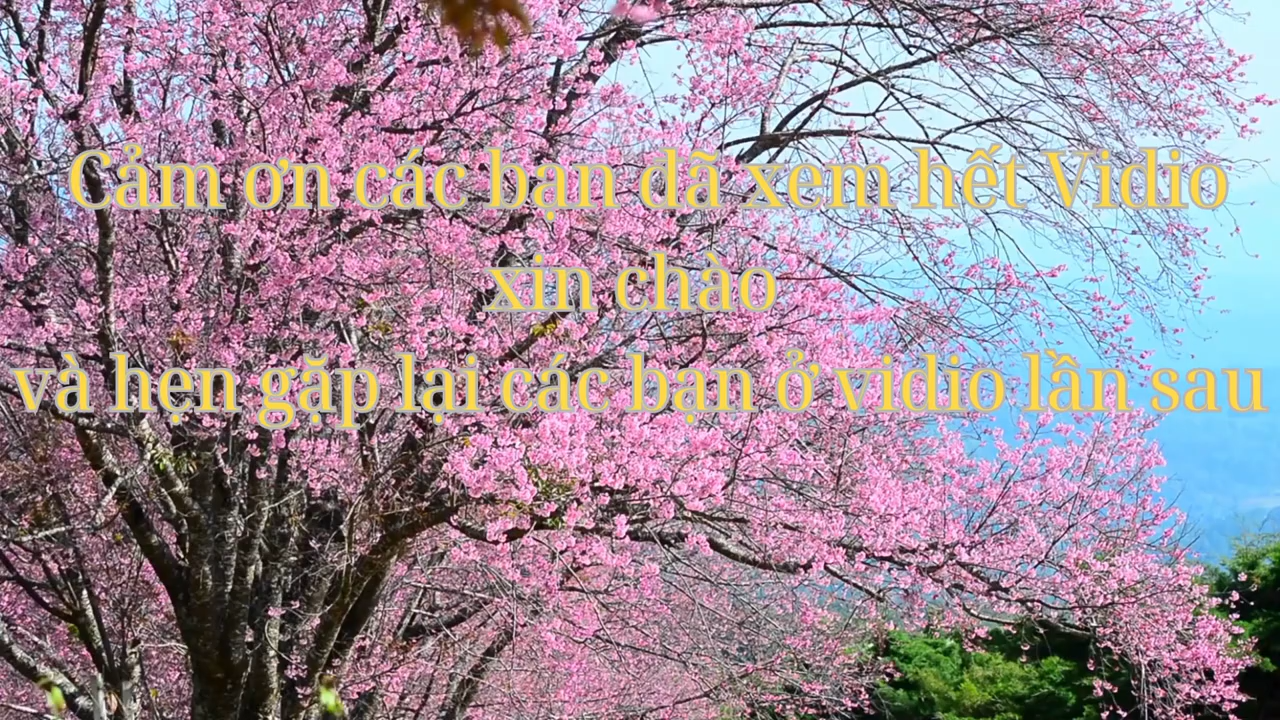 Cảm ơn các bạn đã xem hết Vidio
xin chào
và hẹn gặp lại các bạn ở vidio lần sau